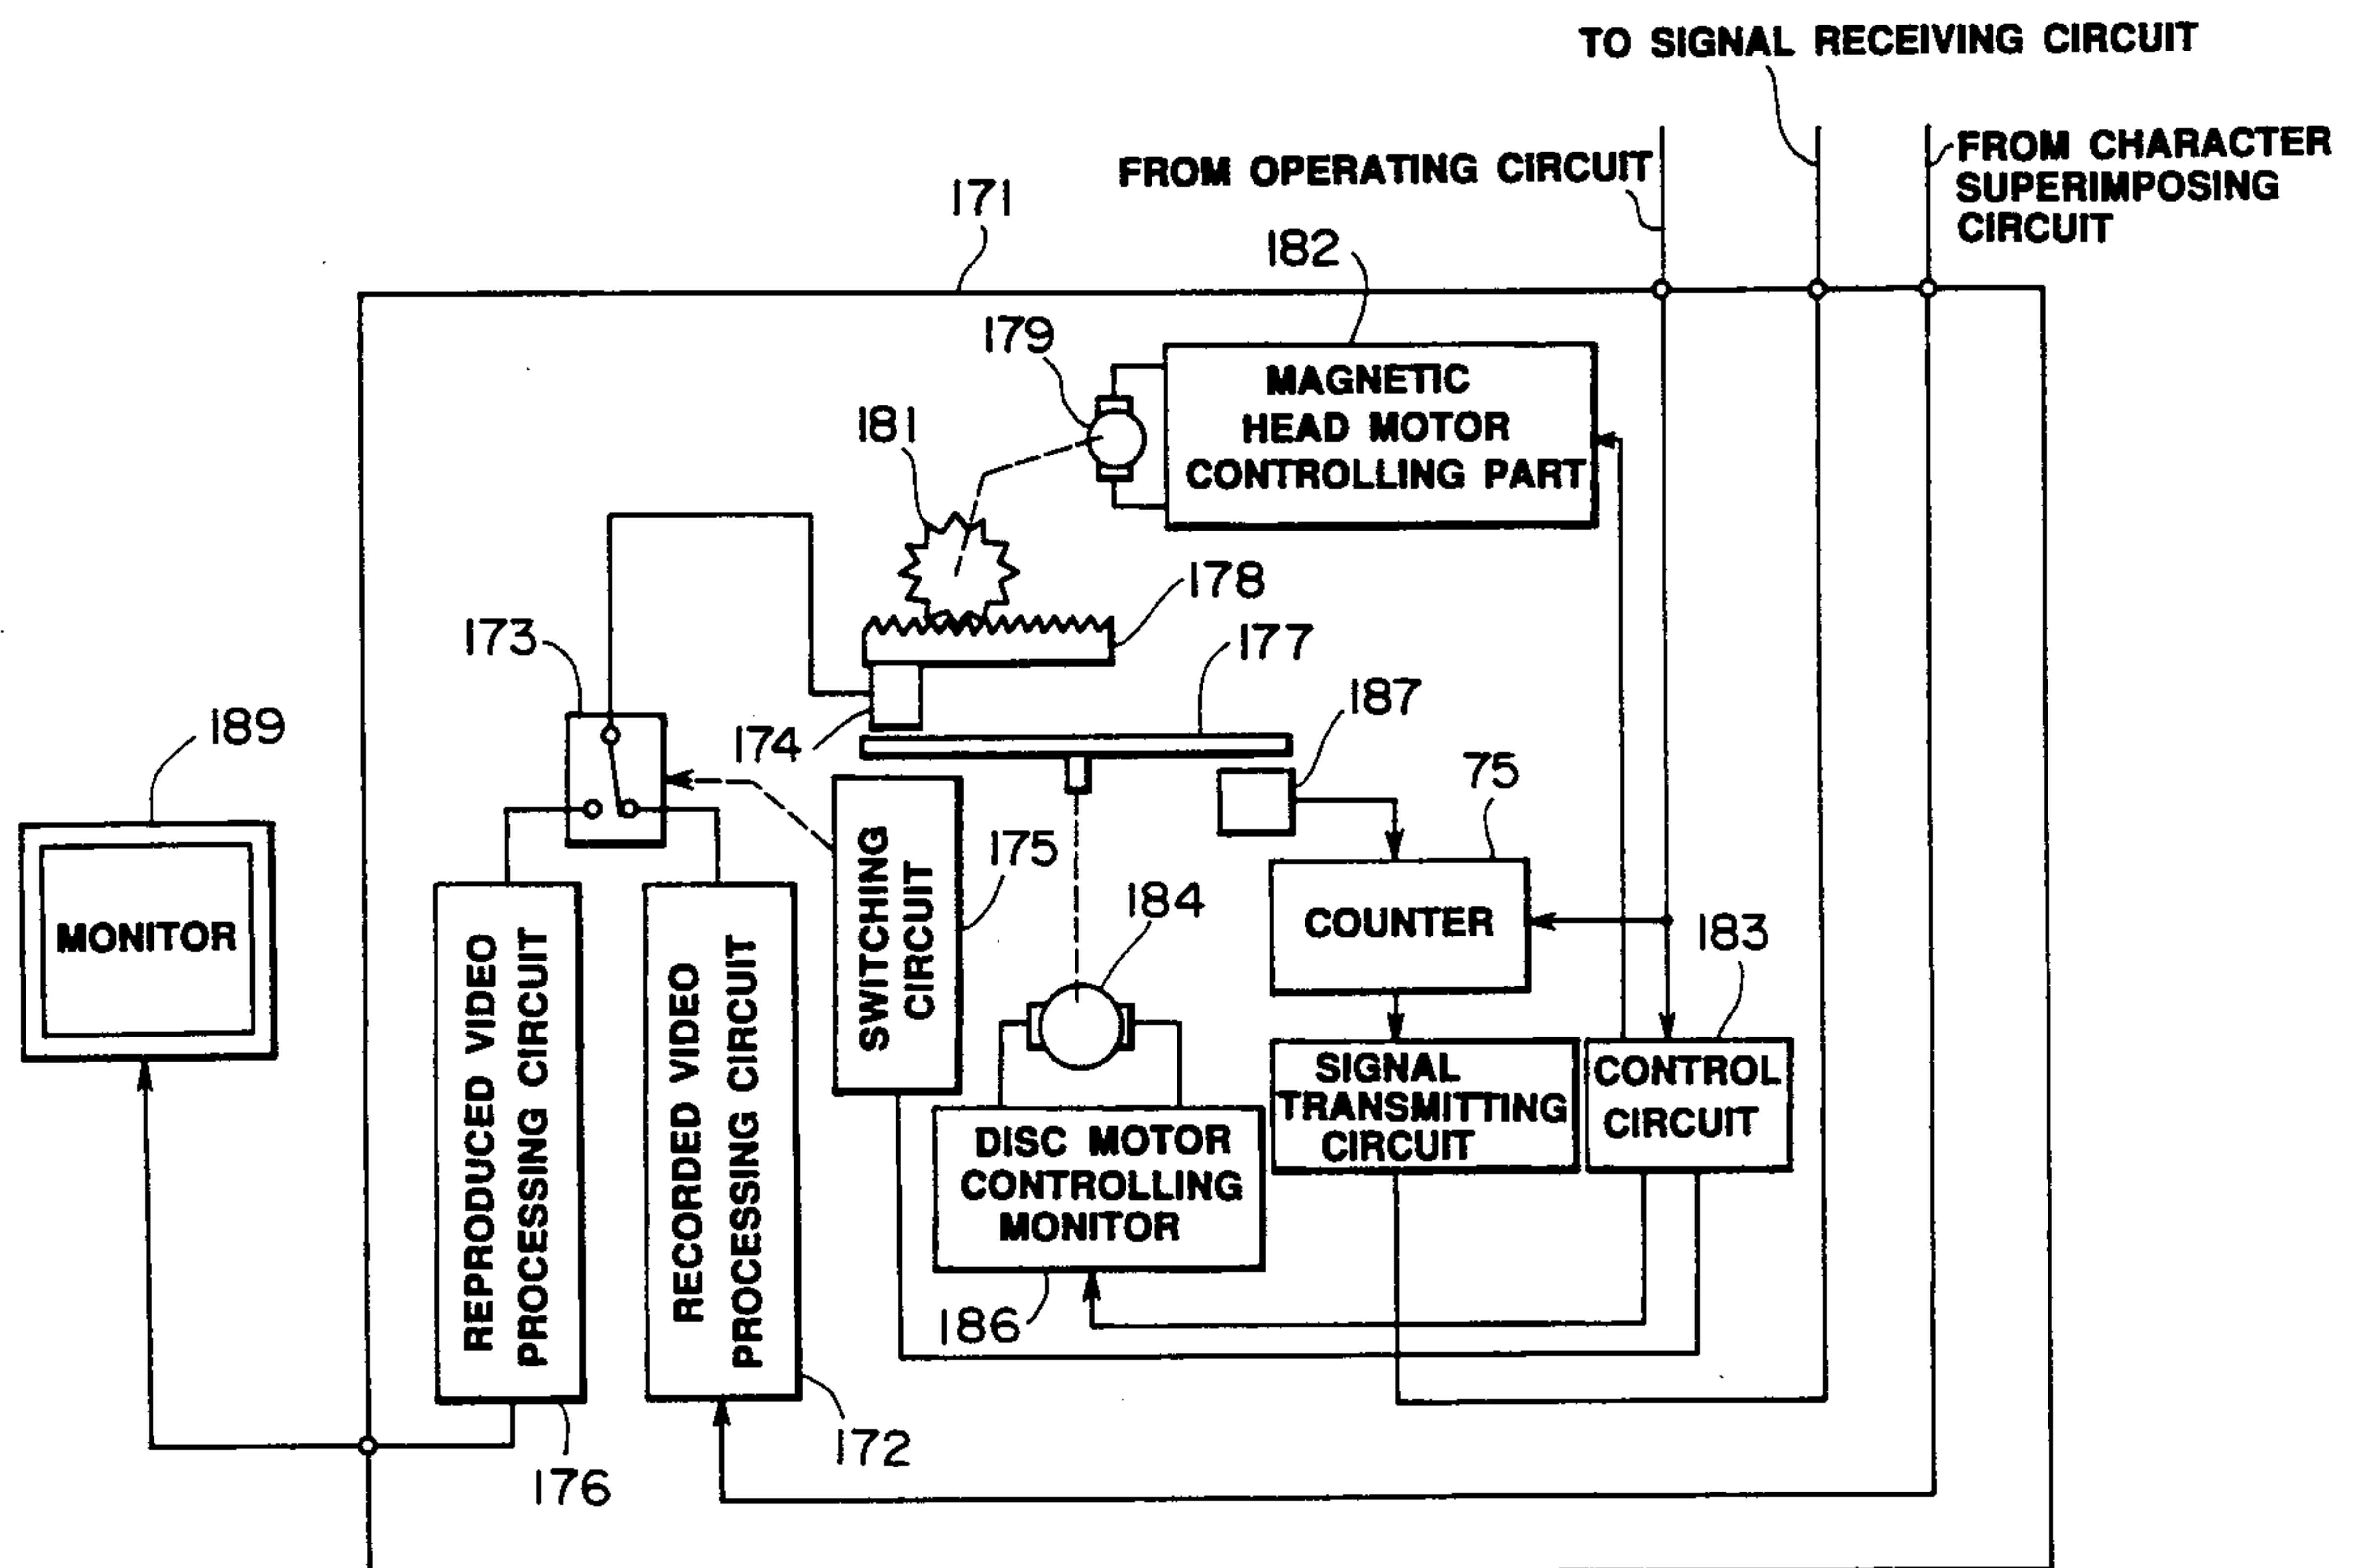 TO SIGNAL RECEIVING CIRCUIT
FROM OPERATING CIRCUIT
FROM CHARACTER
SUPERIMPOSING
CIRCUIT
171
182
179
MAGNETIC
HEAD MOTOR
CONTROLLING PART
181
178
173
177
187
174
189
75
MONITOR
SWITCHING
CIRCUIT
175
184
COUNTER
183
REPRODUCED VIDEO
PROCESSING CIRCUIT
RECORDED VIDEO
PROCESSING CIRCUIT
SIGNAL
TRANSMITTING
CIRCUIT
CONTROL
CIRCUIT
DISC MOTOR
CONTROLLING
MONITOR
186
172
176